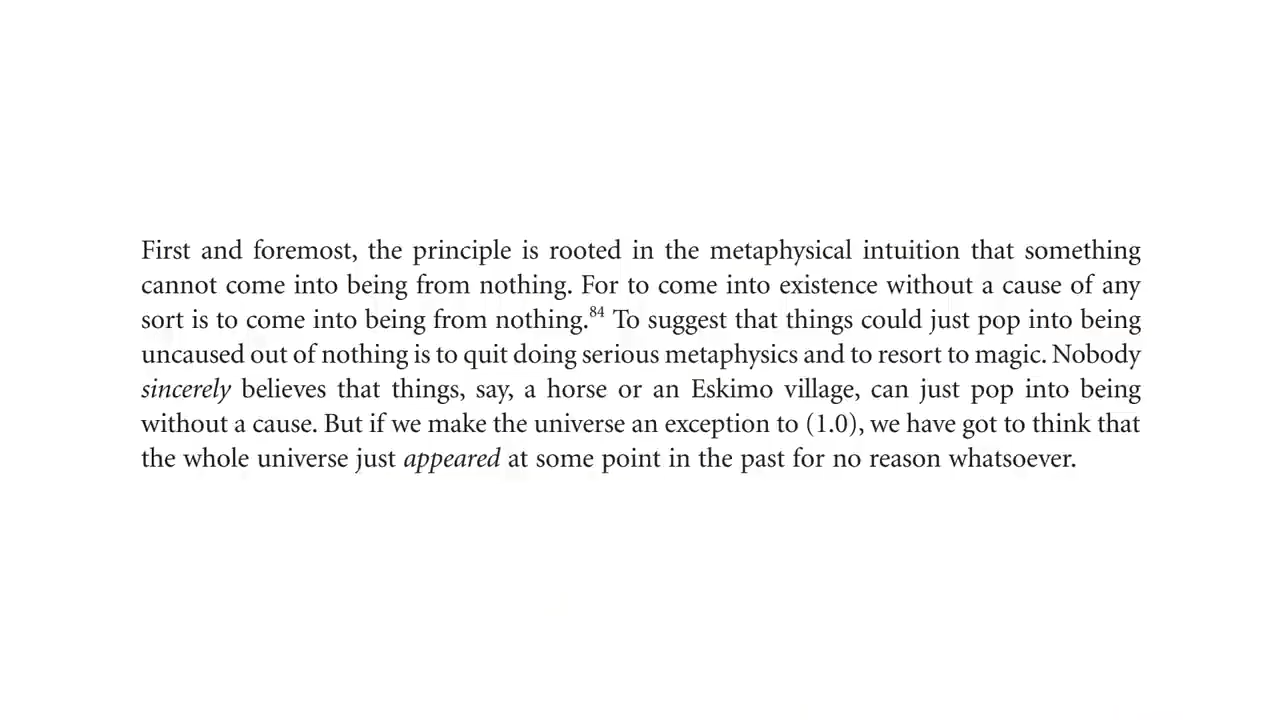 First and foremost, the principle is rooted in the metaphysical intuition that something
cannot come into being from nothing. For to come into existence without a cause of any
sort is to come into being from nothing.84 To suggest that things could just pop into being
uncaused out of nothing is to quit doing serious metaphysics and to resort to magic. Nobody
sincerely believes that things, say, a horse or an Eskimo village, can just pop into being
without a cause. But if we make the universe an exception to (1.0), we have got to think that
the whole universe just appeared at some point in the past for no reason whatsoever.